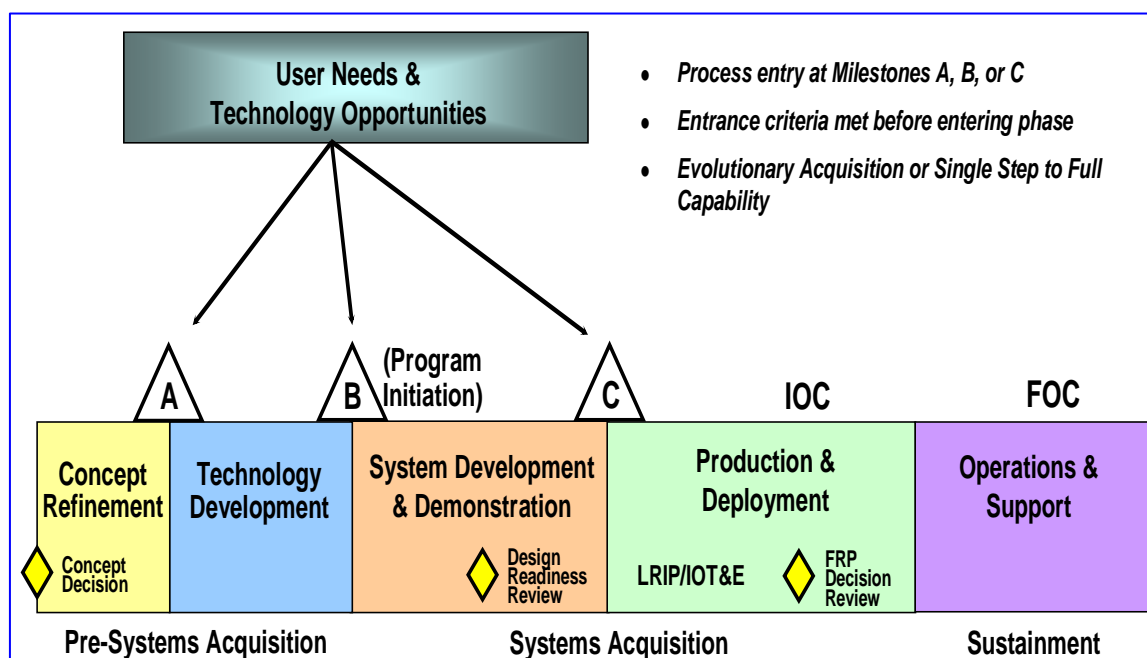 User Needs &
Technology Opportunities
• Process entry at Milestones A, B, or C
• Entrance criteria met before entering phase
• Evolutionary Acquisition or Single Step to Full
Capability
A
B
(Program
Initiation)
C
IOC
FOC
Concept
Refinement
Technology
Development
System Development
& Demonstration
Production &
Deployment
Operations &
Support
Concept
Decision
Design
Readiness
Review
LRIP/IOT&E
FRP
Decision
Review
Pre-Systems Acquisition
Systems Acquisition
Sustainment